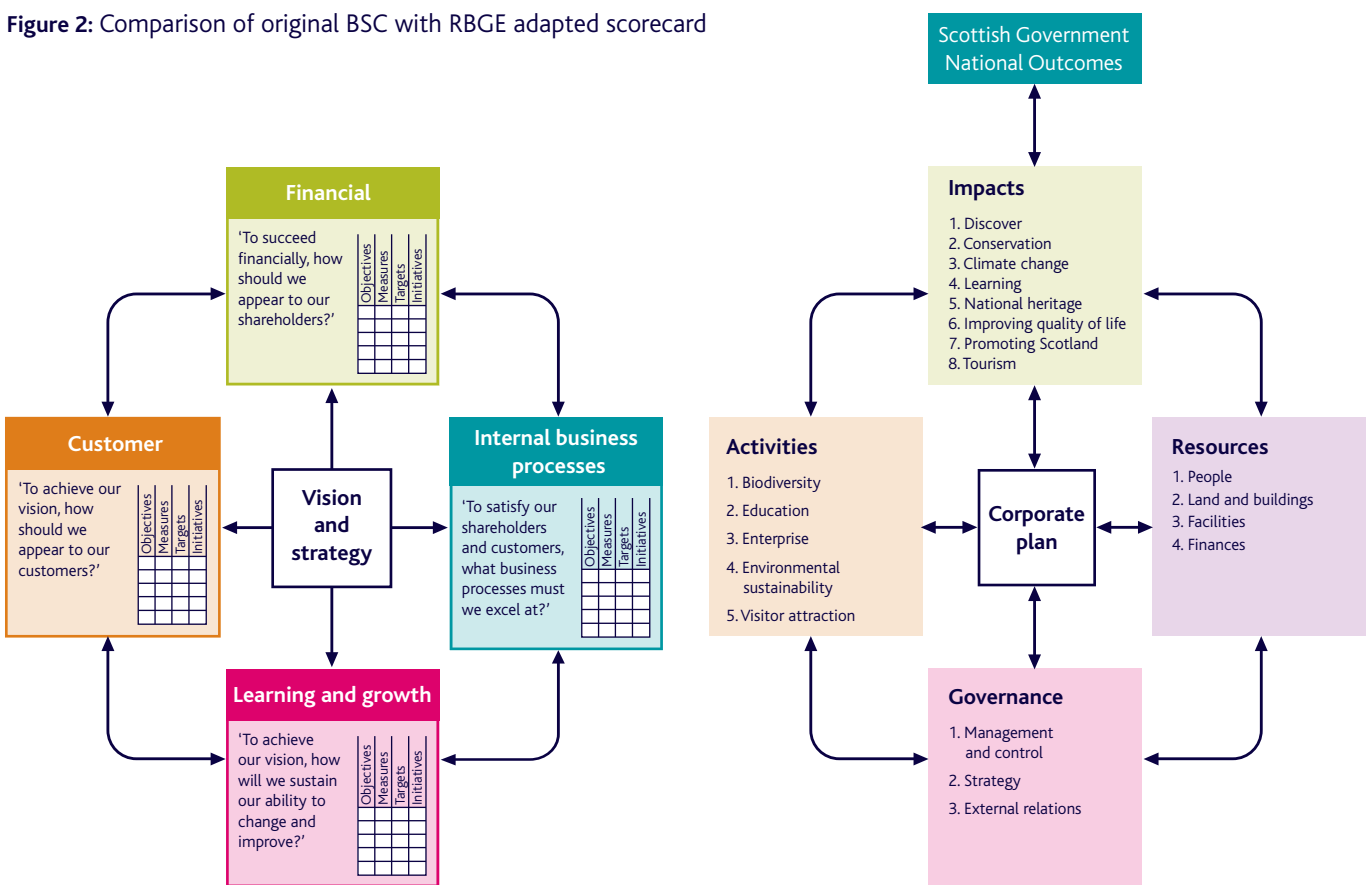 Figure 2: Comparison of original BSC with RBGE adapted scorecard
Financial
'To succeed
financially, how
should we
appear to our
shareholders?'
Objectives
Measures
Targets
Initiatives
Customer
'To achieve our
vision, how
should we
appear to our
customers?'
Objectives
Measures
Targets
Initiatives
Vision
and
strategy
Internal business
processes
'To satisfy our
shareholders
and customers,
what business
processes must
we excel at?'
Objectives
Measures
Targets
Initiatives
Learning and growth
'To achieve
our vision, how
will we sustain
our ability to
change and
improve?'
Objectives
Measures
Targets
Initiatives
Scottish Government
National Outcomes
Impacts
1. Discover
2. Conservation
3. Climate change
4. Learning
5. National heritage
6. Improving quality of life
7. Promoting Scotland
8. Tourism
Activities
1. Biodiversity
2. Education
3. Enterprise
4. Environmental
sustainability
5. Visitor attraction
Corporate
plan
Resources
1. People
2. Land and buildings
3. Facilities
4. Finances
Governance
1. Management
and control
2. Strategy
3. External relations